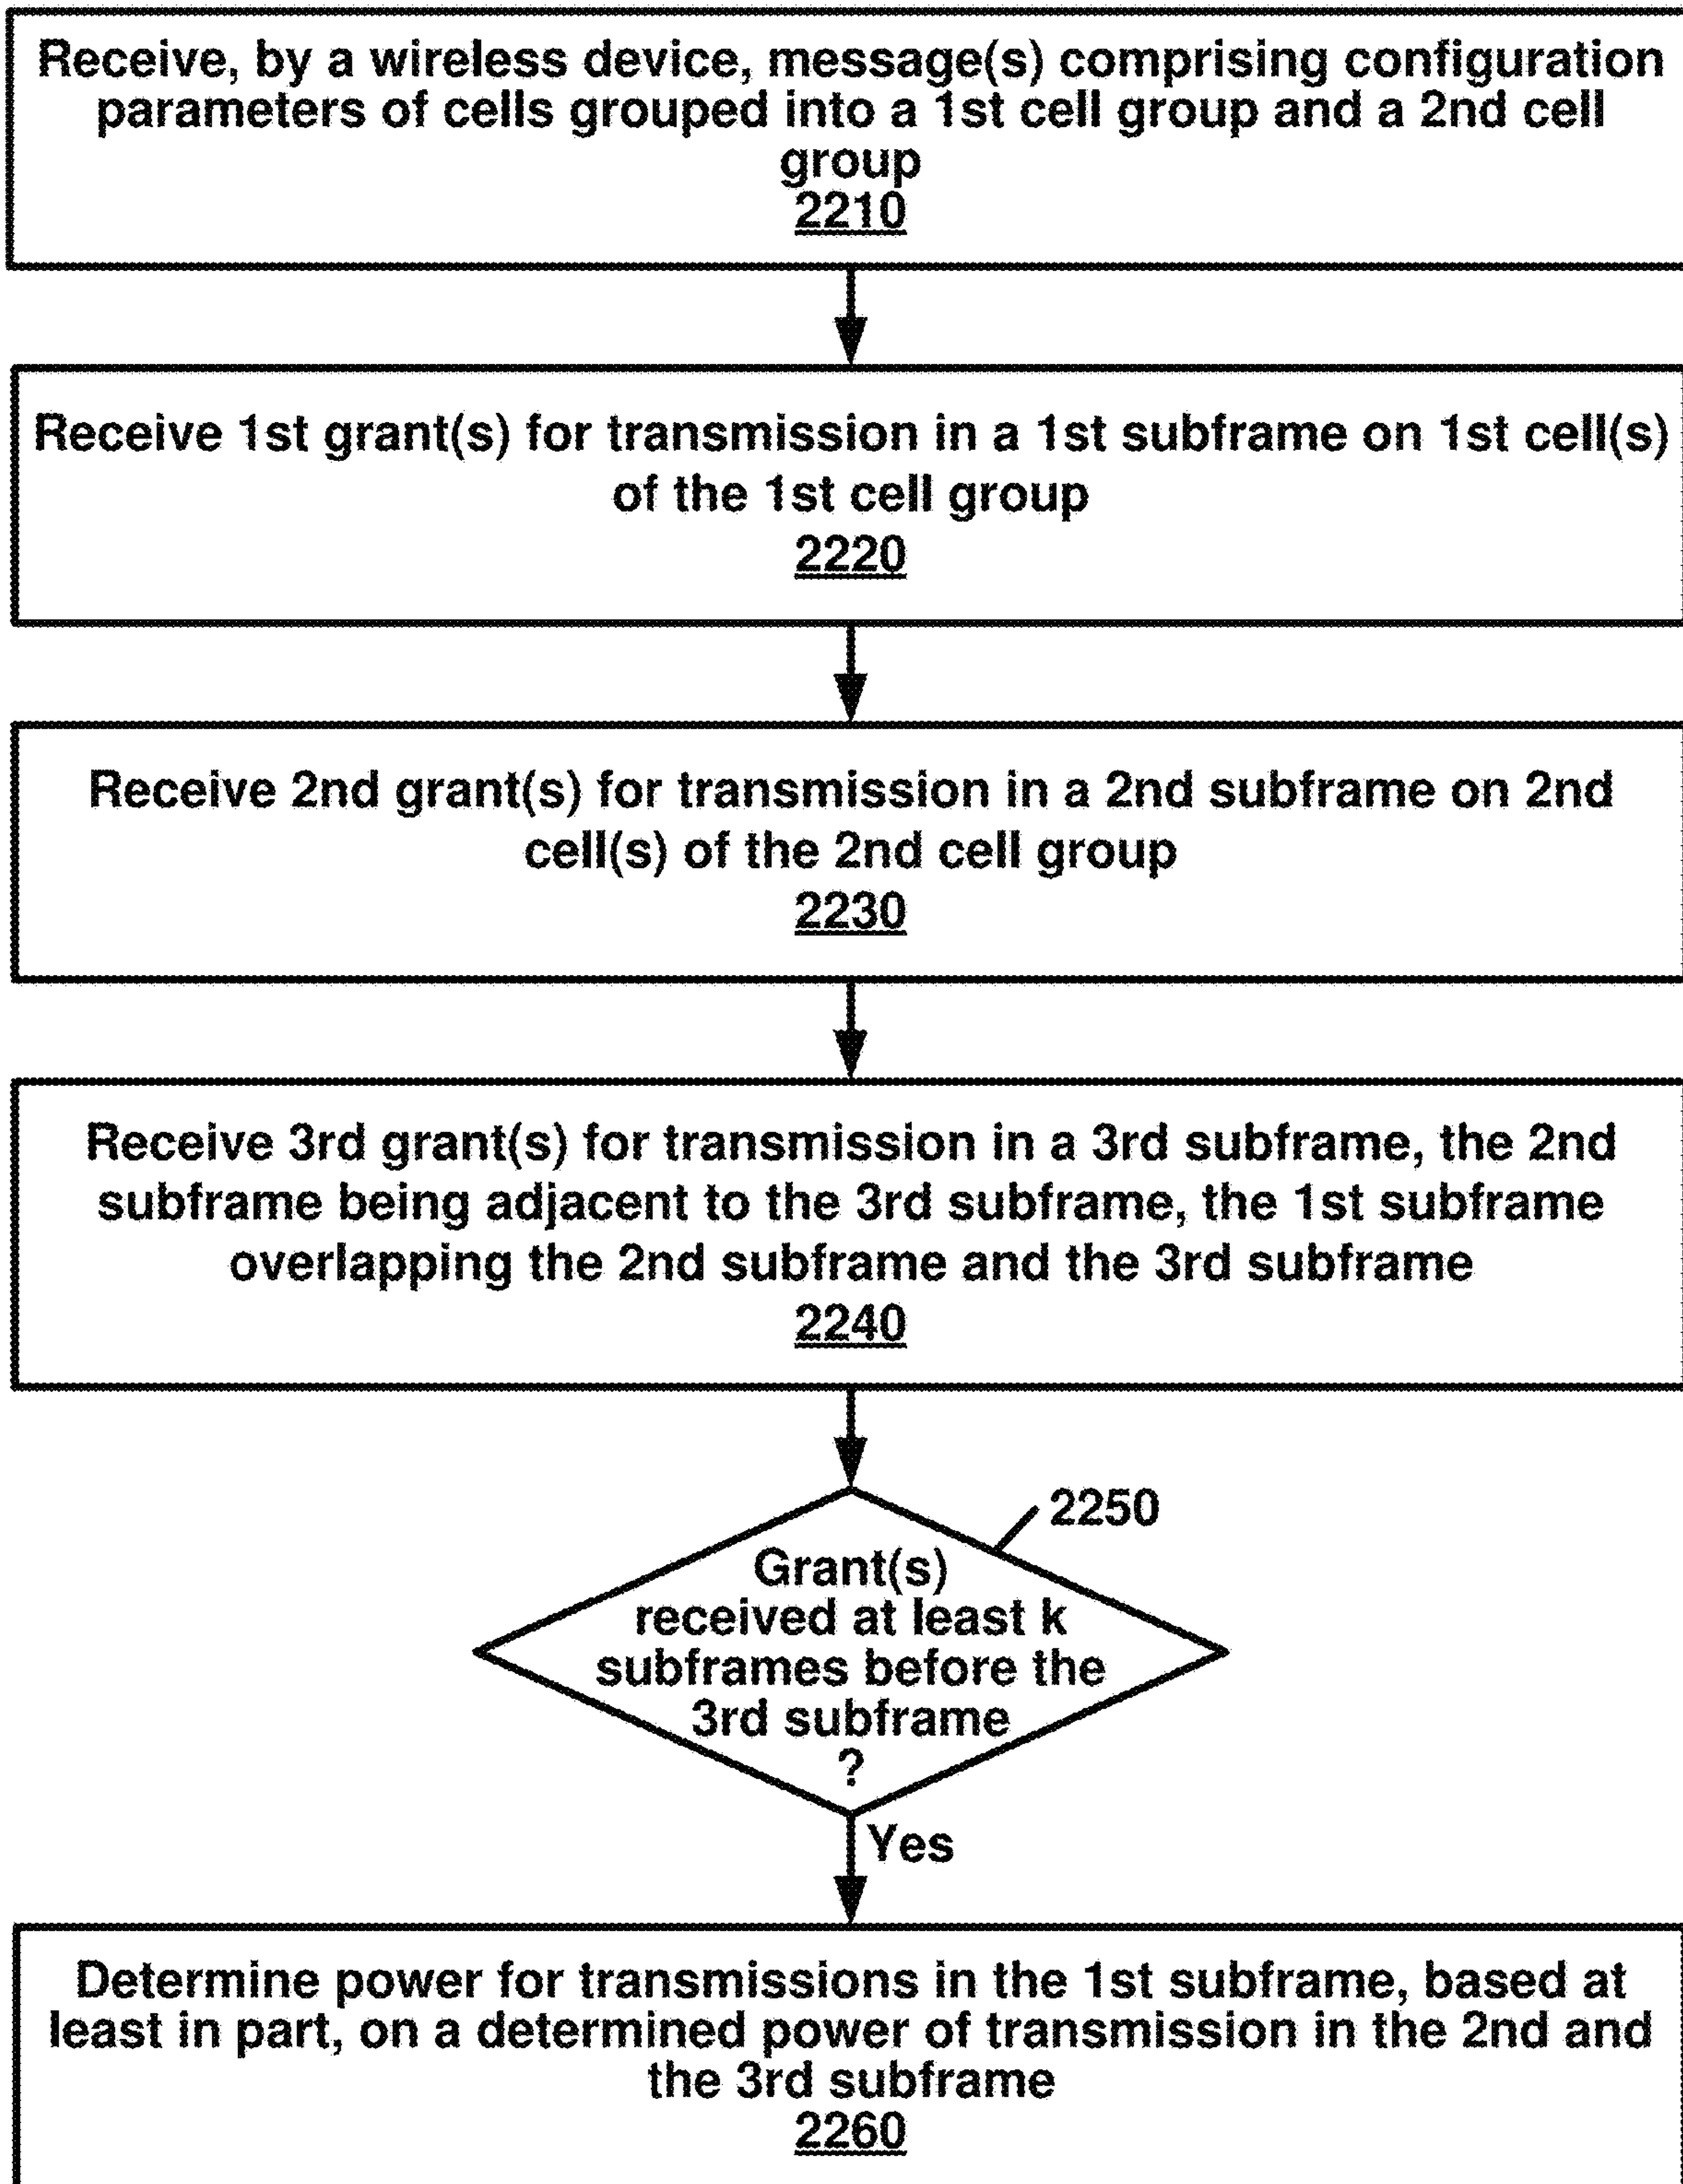 Receive, by a wireless device, message(s) comprising configuration
parameters of cells grouped into a 1st cell group and a 2nd cell
group
2210
Receive 1st grant(s) for transmission in a 1st subframe on 1st cell(s)
of the 1st cell group
2220
Receive 2nd grant(s) for transmission in a 2nd subframe on 2nd
cell(s) of the 2nd cell group
2230
Receive 3rd grant(s) for transmission in a 3rd subframe, the 2nd
subframe being adjacent to the 3rd subframe, the 1st subframe
overlapping the 2nd subframe and the 3rd subframe
2240
2250
Grant(s)
received at least k
subframes before the
3rd subframe
?
Yes
Determine power for transmissions in the 1st subframe, based at
least in part, on a determined power of transmission in the 2nd and
the 3rd subframe
2260